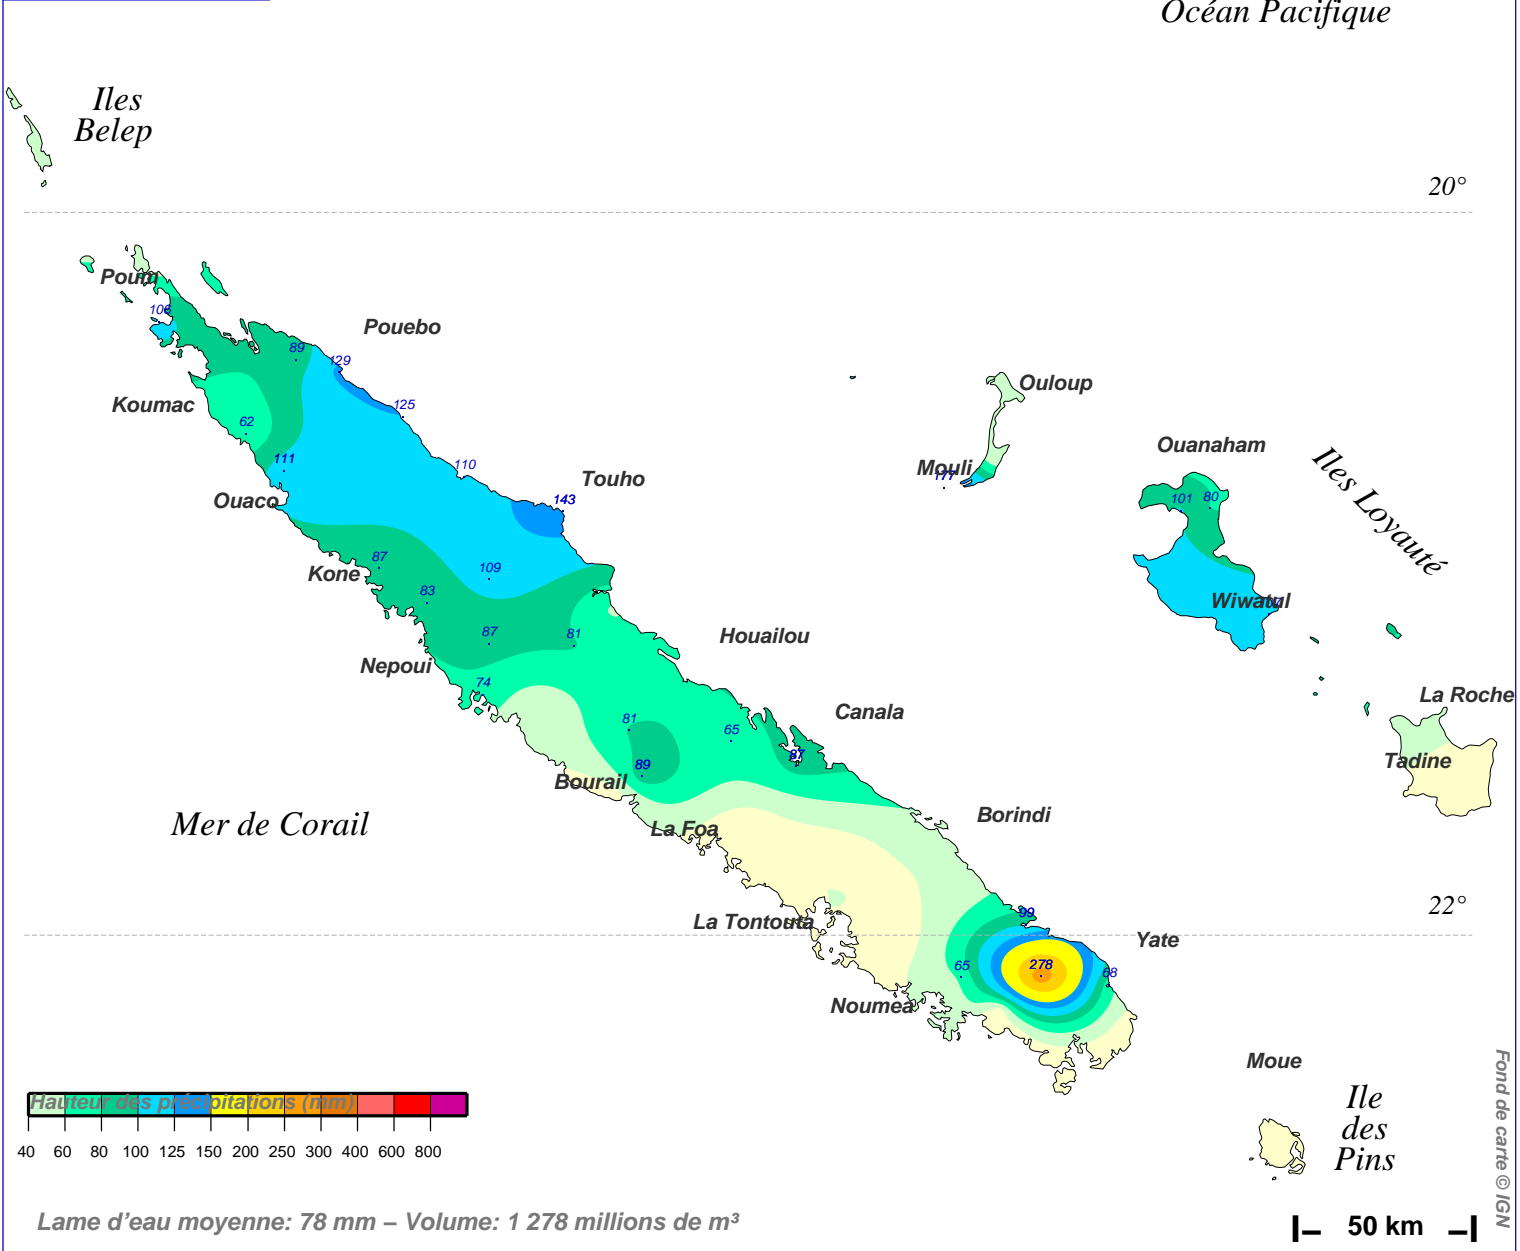 Océan Pacifique
Iles
Belep
20°
Poum
106
Pouebo
89
129
Ouloup
Koumac
125
62
Ouanaham
111
110
Mouli
177
Touho
Iles Loyauté
Ouaco
143
101
80
87
109
Kone
83
Wiwatul
87
81
Houailou
Nepoui
74
La Roche
81
65
Canala
87
Tadine
89
Bourail
Mer de Corail
La Foa
Borindi
22°
99
La Tontouta
Yate
65
278
68
Noumea
Moue
Ile
des
Pins
Hauteur des précipitations (mm)
40 60 80 100 125 150 200 250 300 400 600 800
Lame d'eau moyenne: 78 mm – Volume: 1 278 millions de m³
50 km
Fond de carte © IGN